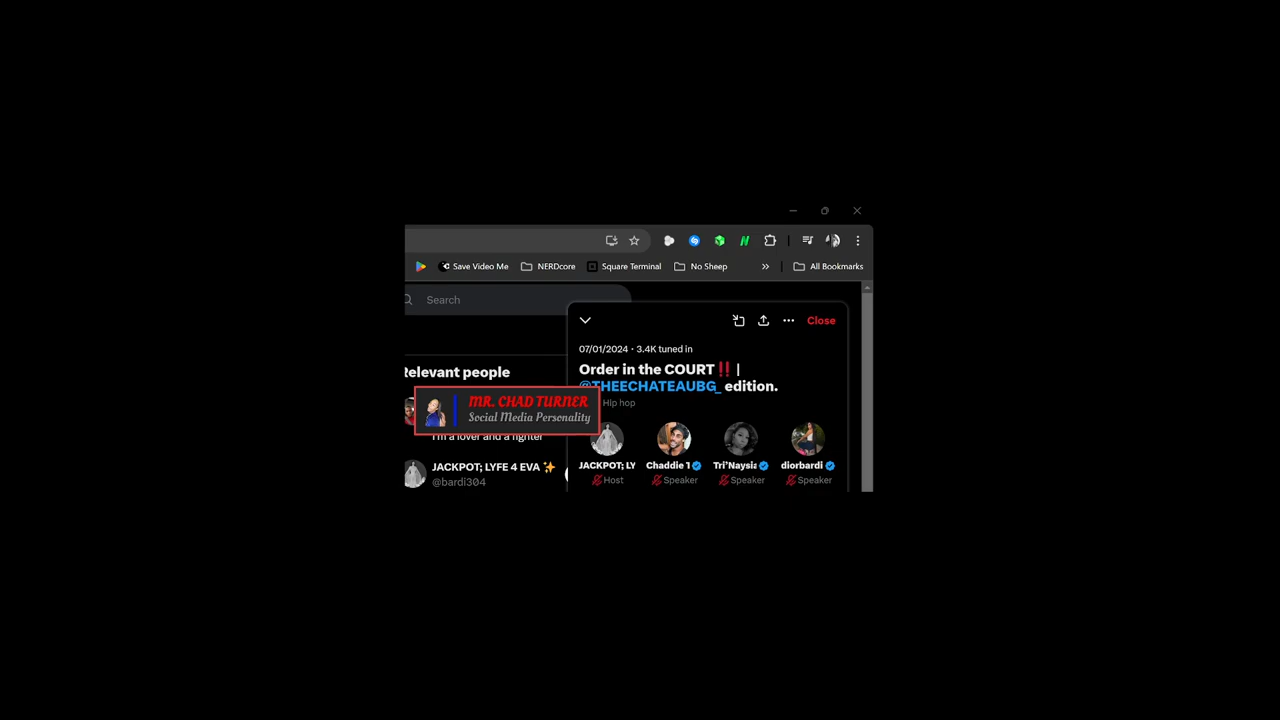 Save Video Me NERDcore Square Terminal No Sheep » All Bookmarks
Search
Close
07/01/2024 · 3.4K tuned in
Order in the COURT ‼️ |
@THEECHATEAUBG_ edition.
Hip hop
Relevant people
MR. CHAD TURNER
Social Media Personality
I'm a lover and a fighter
JACKPOT; LYFE 4 EVA ✨
@bardi304
JACKPOT; LY Chaddie T Tri'Naysia diorbardi
Host Speaker Speaker Speaker